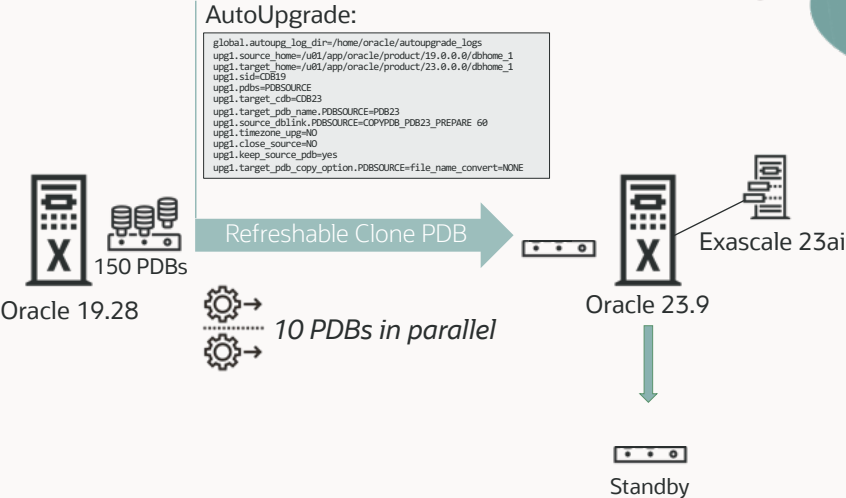 AutoUpgrade:
global.autoupg_log_dir=/home/oracle/autoupgrade_logs
upg1.source_home=/u01/app/oracle/product/19.0.0.0/dbhome_1
upg1.target_home=/u01/app/oracle/product/23.0.0.0/dbhome_1
upg1.sid=CDB19
upg1.pdbs=PDBSOURCE
upg1.target_cdb=CDB23
upg1.target_pdb_name.PDBSOURCE=PDB23
upg1.source_dblink.PDBSOURCE=COPYPDB_PDB23_PREPARE 60
upg1.timezone_upg=NO
upg1.close_source=NO
upg1.keep_source_pdb=yes
upg1.target_pdb_copy_option.PDBSOURCE=file_name_convert=NONE
X
150 PDBs
Oracle 19.28
Refreshable Clone PDB
10 PDBs in parallel
X
Oracle 23.9
Exascale 23ai
Standby